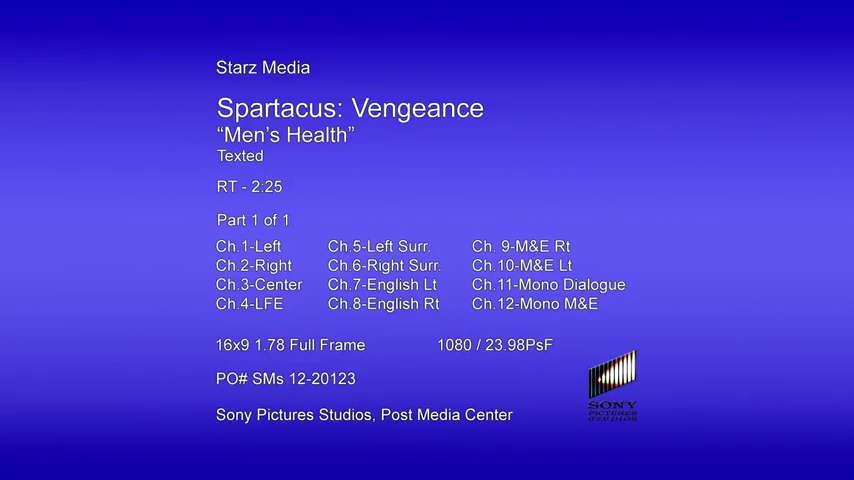 Starz Media
Spartacus: Vengeance
“Men’s Health”
Texted
RT - 2:25
Part 1 of 1
Ch.1-Left Ch.5-Left Surr. Ch. 9-M&E Rt
Ch.2-Right Ch.6-Right Surr. Ch.10-M&E Lt
Ch.3-Center Ch.7-English Lt Ch.11-Mono Dialogue
Ch.4-LFE Ch.8-English Rt Ch.12-Mono M&E
16x9 1.78 Full Frame 1080 / 23.98PsF
PO# SMs 12-20123
Sony Pictures Studios, Post Media Center
SONY
PICTURES
STUDIOS